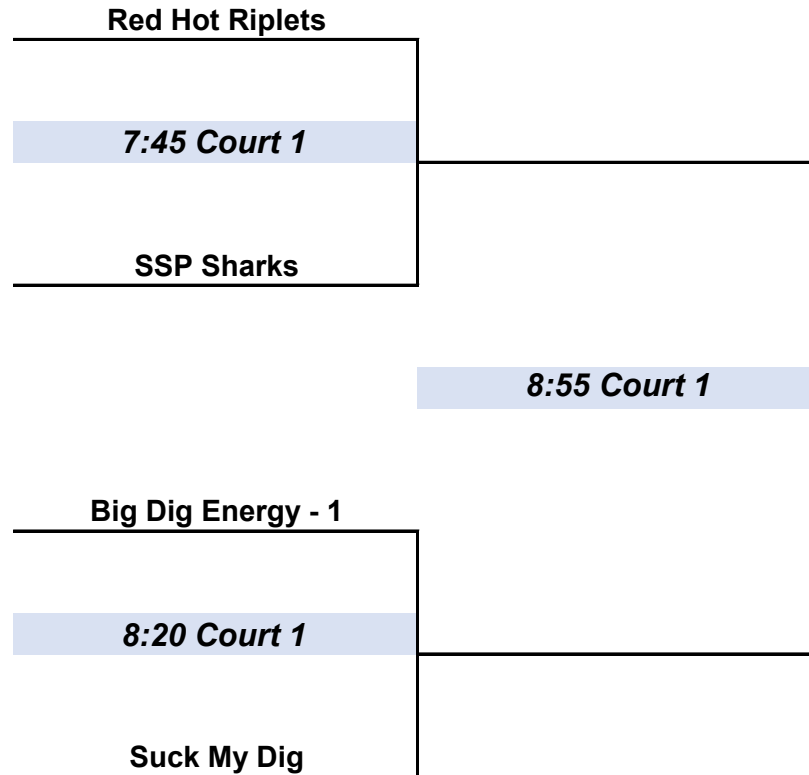 Red Hot Riplets
7:45 Court 1
SSP Sharks
8:55 Court 1
Big Dig Energy - 1
8:20 Court 1
Suck My Dig